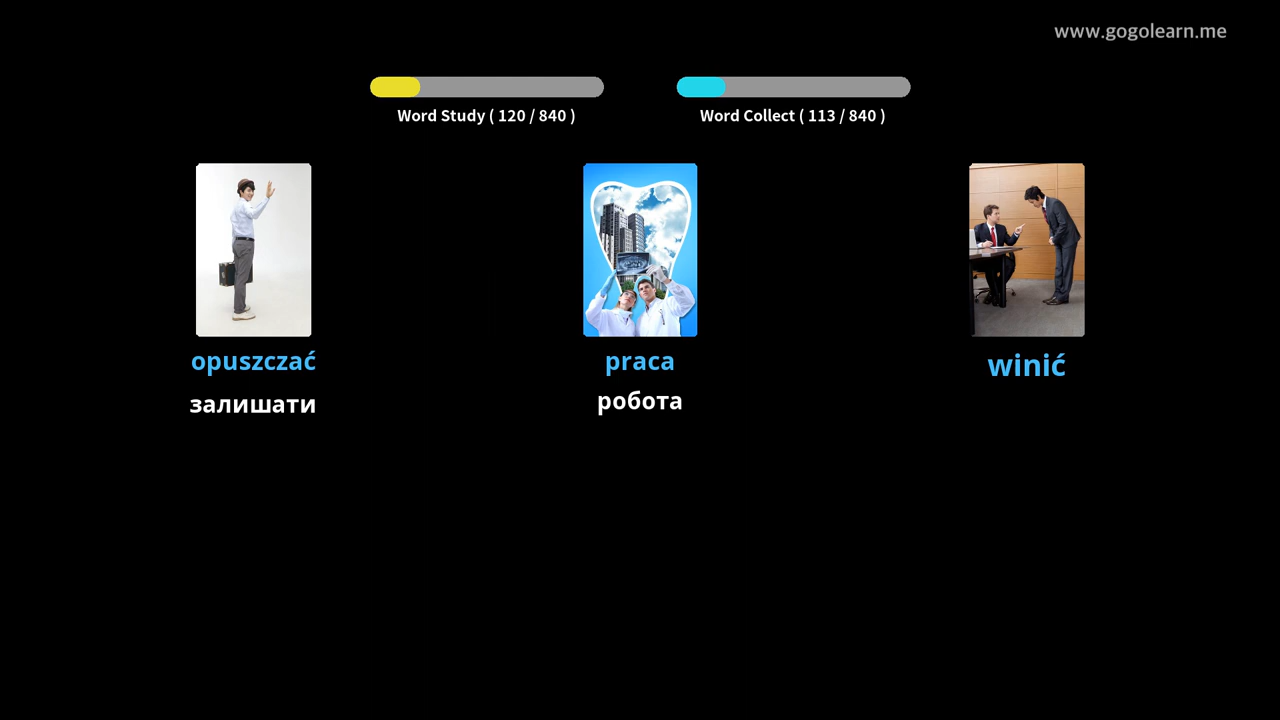 www.gogolearn.me
Word Study ( 120 / 840 )
Word Collect ( 113 / 840 )
opuszczać
praca
winić
залишати
робота